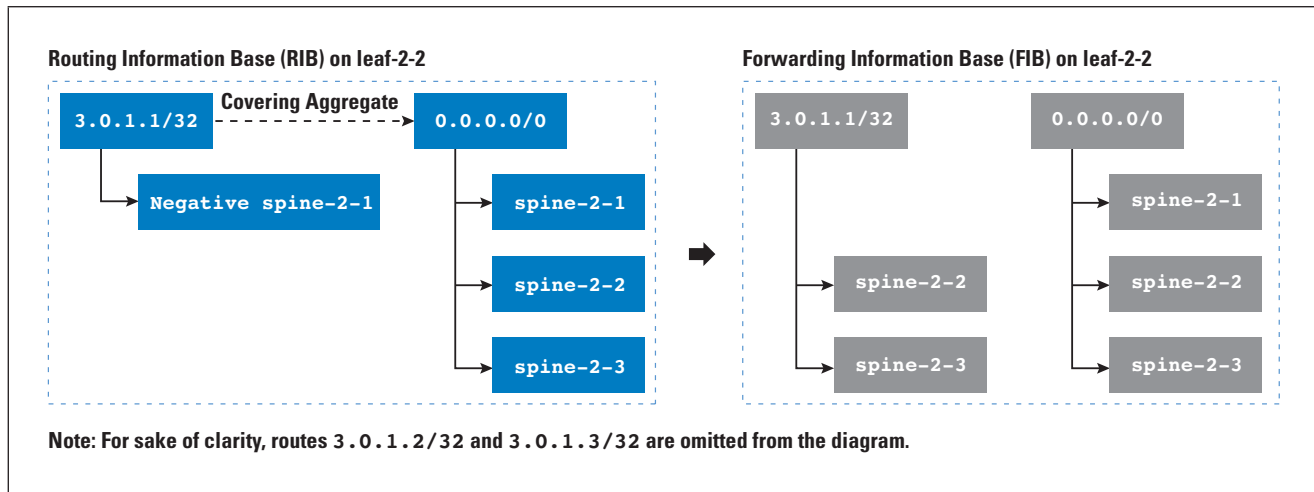 Routing Information Base (RIB) on leaf-2-2
3.0.1.1/32
Covering Aggregate
0.0.0.0/0
Negative spine-2-1
spine-2-1
spine-2-2
spine-2-3
Forwarding Information Base (FIB) on leaf-2-2
3.0.1.1/32
0.0.0.0/0
spine-2-2
spine-2-3
spine-2-1
spine-2-2
spine-2-3
Note: For sake of clarity, routes 3.0.1.2/32 and 3.0.1.3/32 are omitted from the diagram.